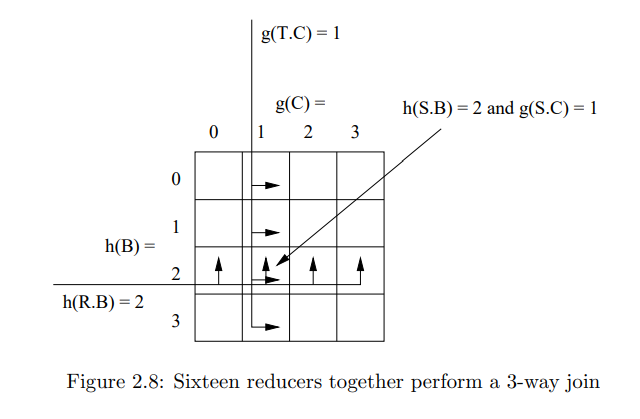 g(T.C) = 1
g(C) =
h(S.B) = 2 and g(S.C) = 1
0 1 2 3
0
1
h(B) =
2
h(R.B) = 2
3
Figure 2.8: Sixteen reducers together perform a 3-way join